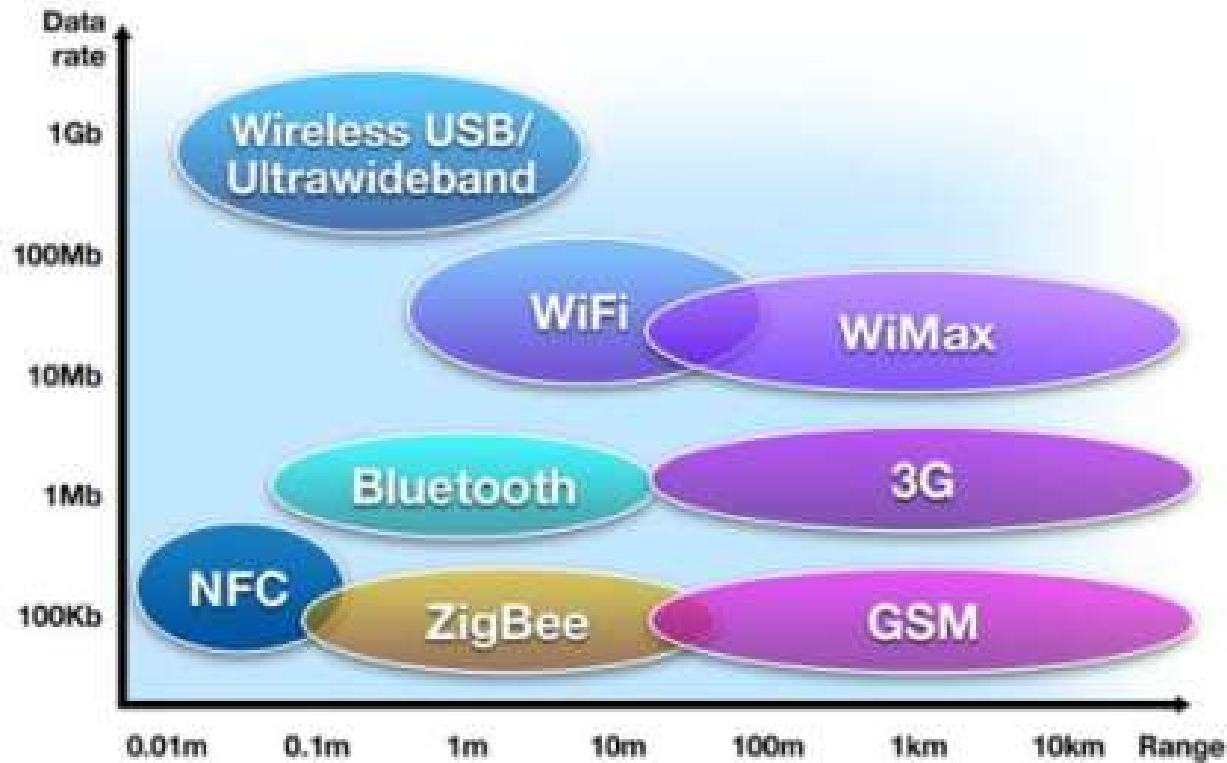 Data
rate
1Gb
Wireless USB/
Ultrawideband
100Mb
WiFi
WiMax
10Mb
Bluetooth
3G
1Mb
NFC
ZigBee
GSM
100Kb
0.01m 0.1m 1m 10m 100m 1km 10km Range